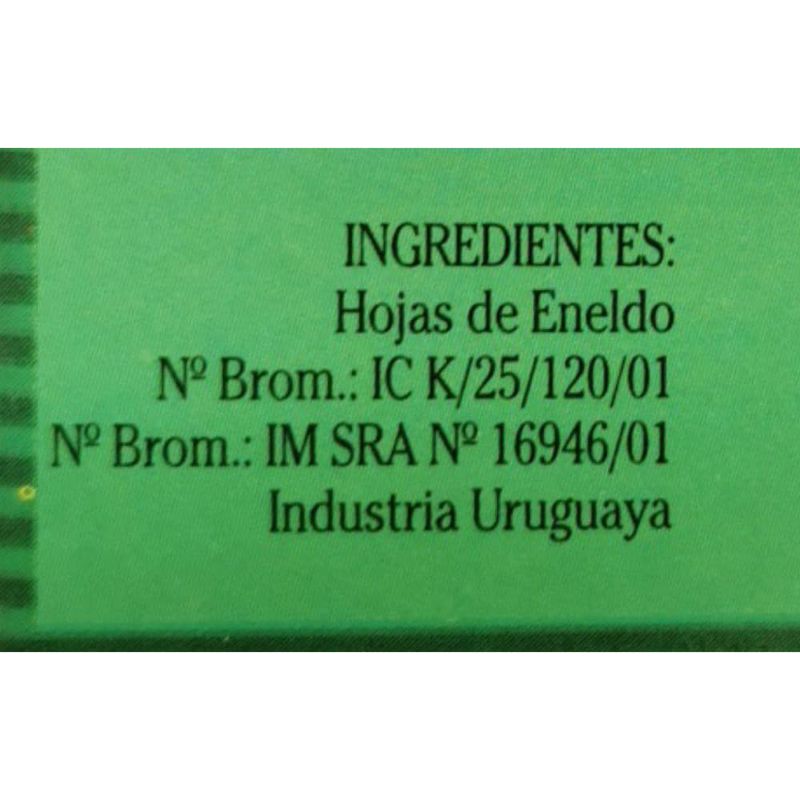 INGREDIENTES:
Hojas de Eneldo
Nº Brom.: IC K/25/120/01
Nº Brom.: IM SRA Nº 16946/01
Industria Uruguaya